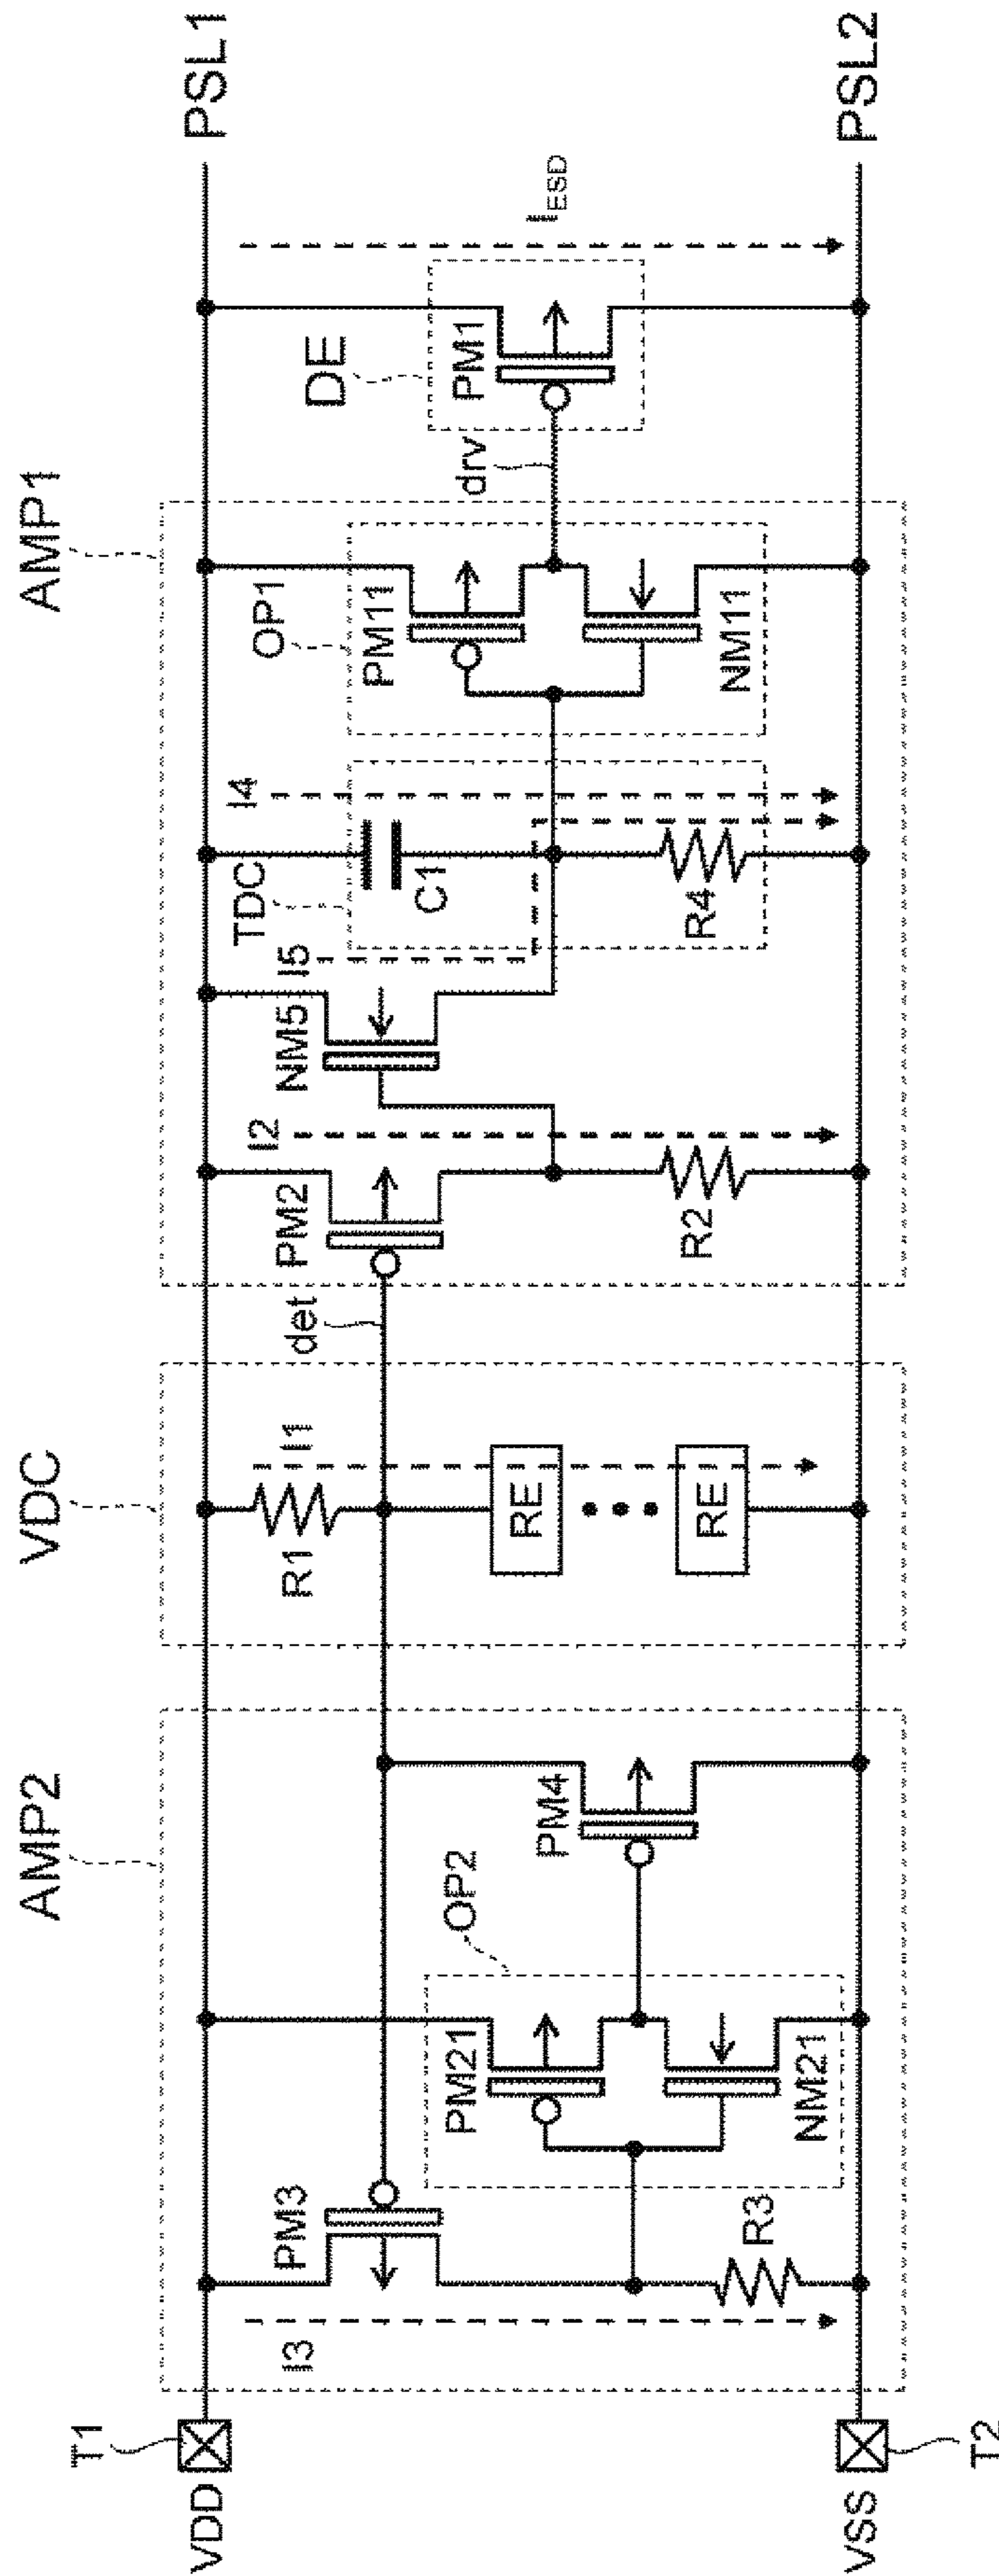 AMP2
VDC
AMP1
T1
VDD
PSL1
I3
PM3
R3
OP2
PM21
NM21
PM4
R1
I1
RE
RE
det
PM2
I2
R2
NM5
I5
TDC
I4
C1
R4
OP1
PM11
NM11
drv
DE
PM1
IESD
VSS
T2
PSL2